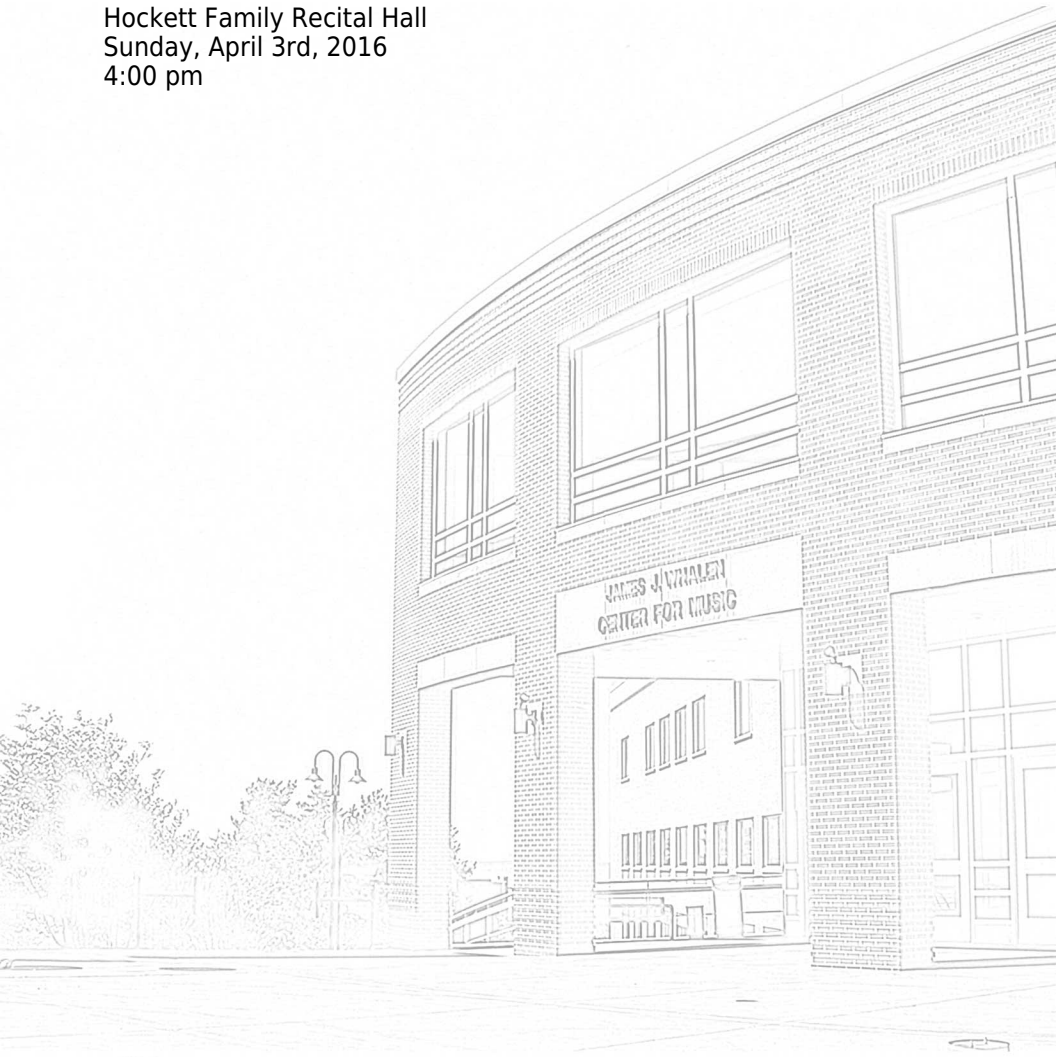 Hockett Family Recital Hall
Sunday, April 3rd, 2016
4:00 pm
JAMES J. WHALEN
CENTER FOR MUSIC